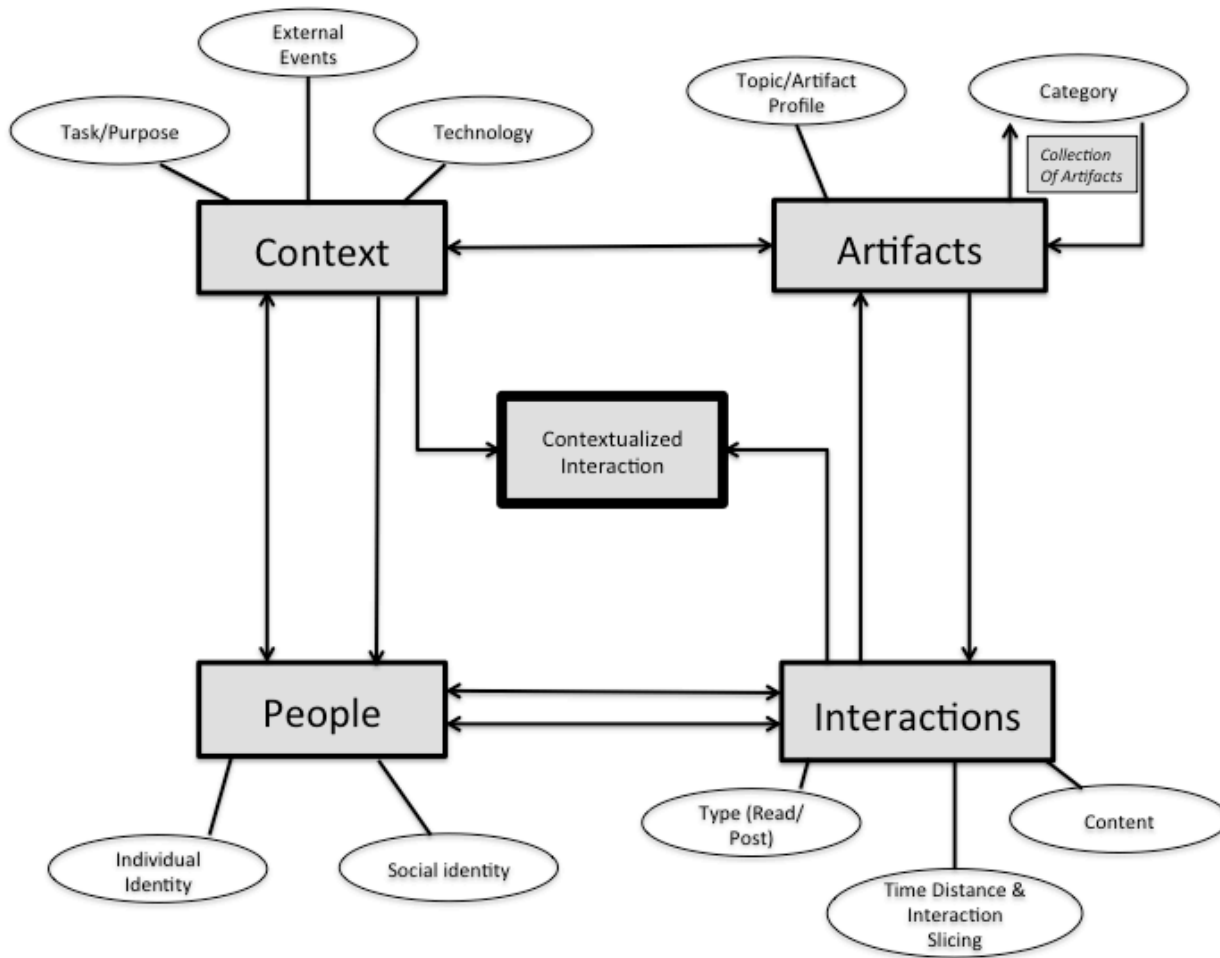 External
Events
Topic/Artifact
Profile
Category
Task/Purpose
Technology
Collection
Of Artifacts
Context
Artifacts
Contextualized
Interaction
People
Interactions
Type (Read/
Post)
Content
Individual
Identity
Social identity
Time Distance &
Interaction
Slicing